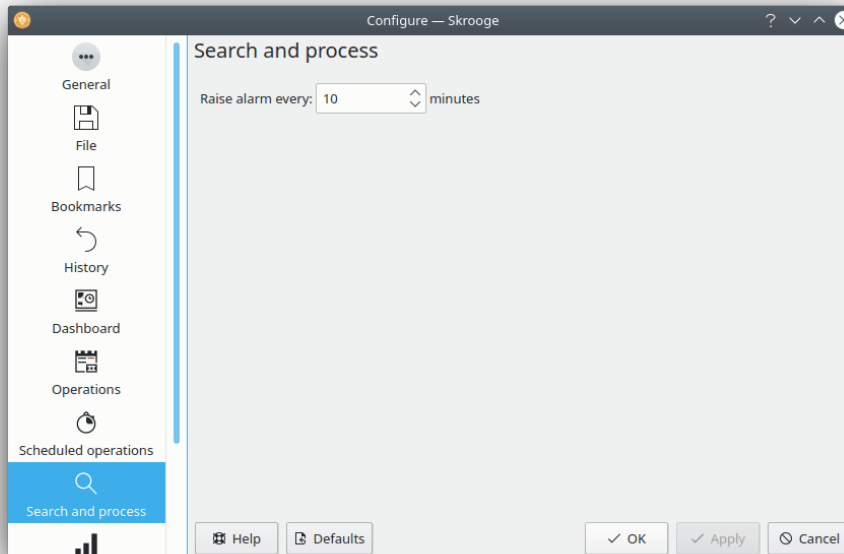 Configure — Skrooge
General
File
Bookmarks
History
Dashboard
Operations
Scheduled operations
Search and process
Search and process
Raise alarm every: 10 minutes
Help Defaults OK Apply Cancel